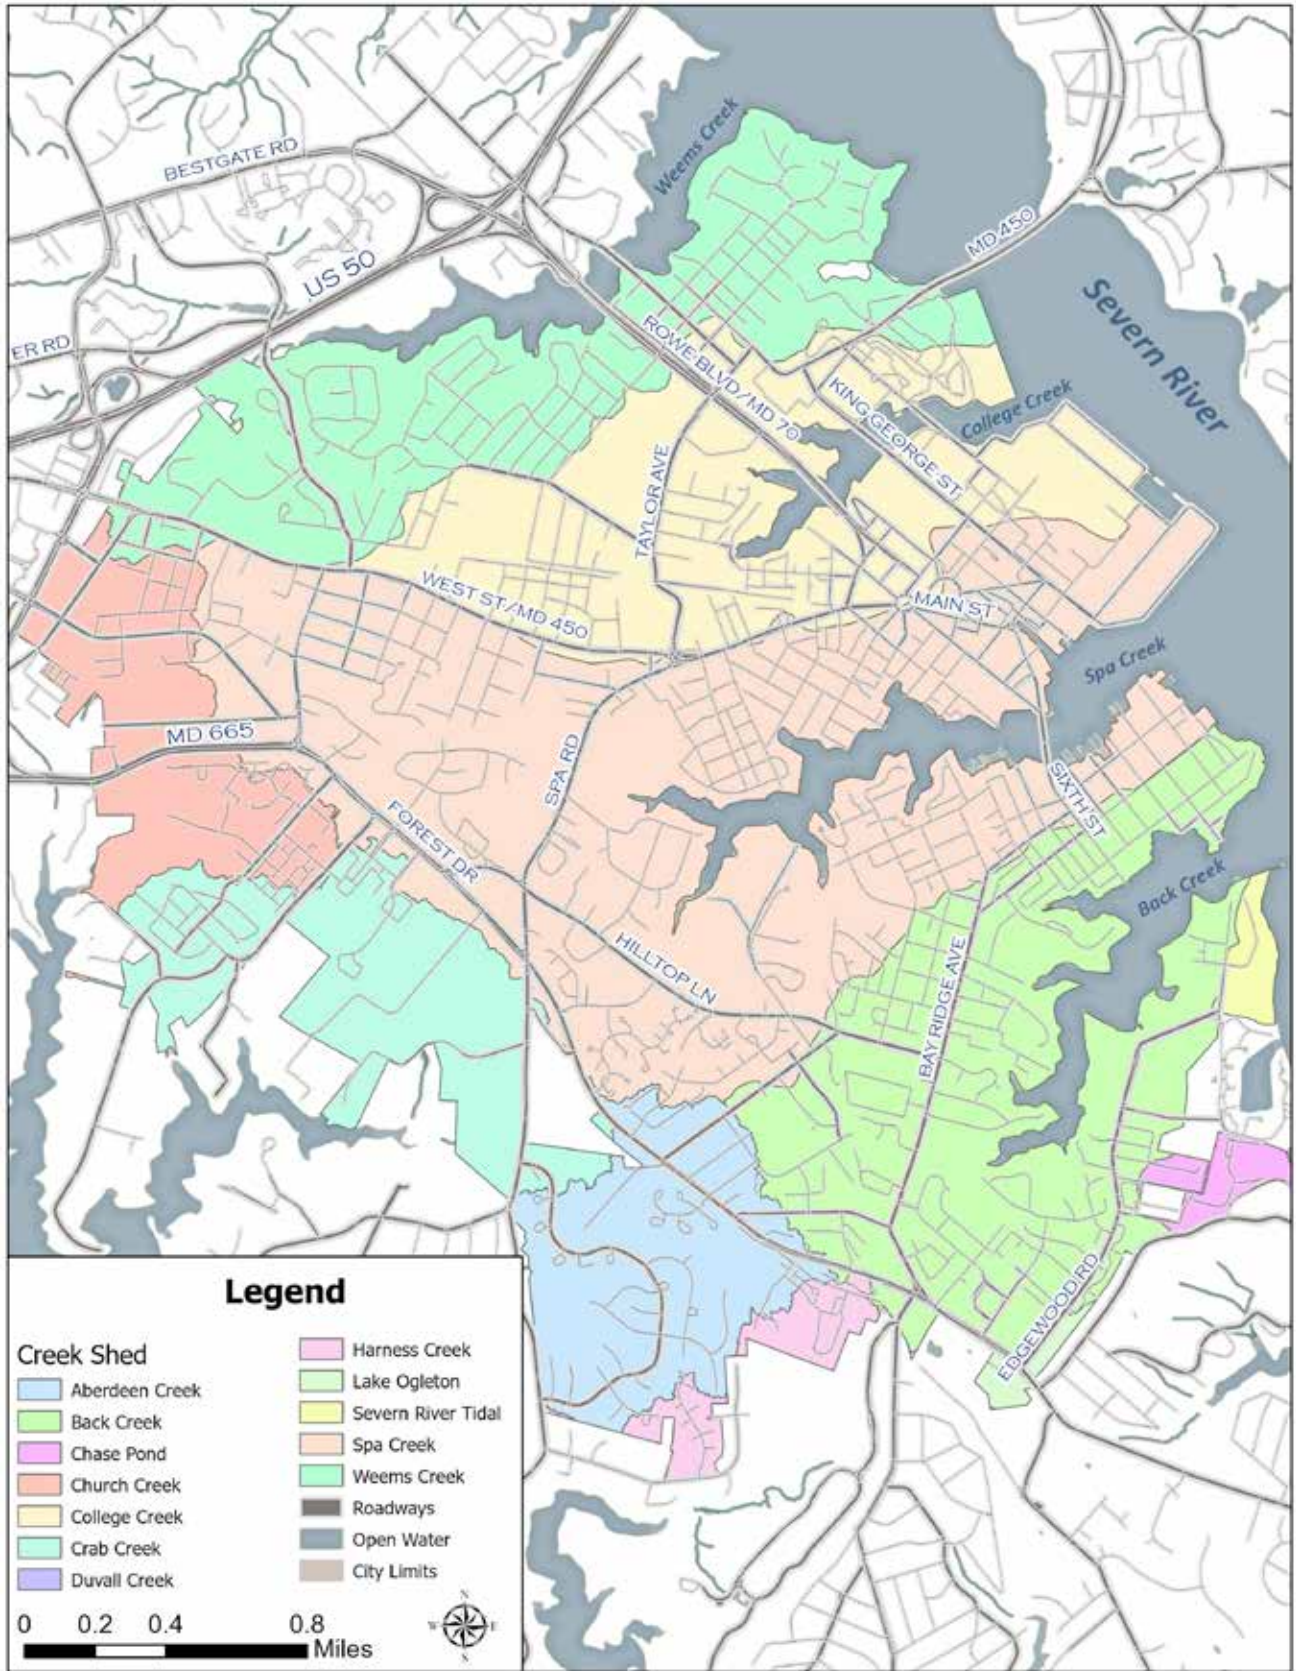 Weems Creek
BESTGATE RD
MD 450
US 50
Severn River
ER RD
ROWE BLVD/MD 70
KING GEORGE ST
College Creek
TAYLOR AVE
WEST ST/MD 450
MAIN ST
Spa Creek
MD 665
SPA RD
SIXTH ST
FOREST DR
Back Creek
HILLTOP LN
BAY RIDGE AVE
EDGEWOOD RD
Legend
Creek Shed
Aberdeen Creek
Back Creek
Chase Pond
Church Creek
College Creek
Crab Creek
Duvall Creek
Harness Creek
Lake Ogleton
Severn River Tidal
Spa Creek
Weems Creek
Roadways
Open Water
City Limits
0 0.2 0.4 0.8
Miles
N
W E
S